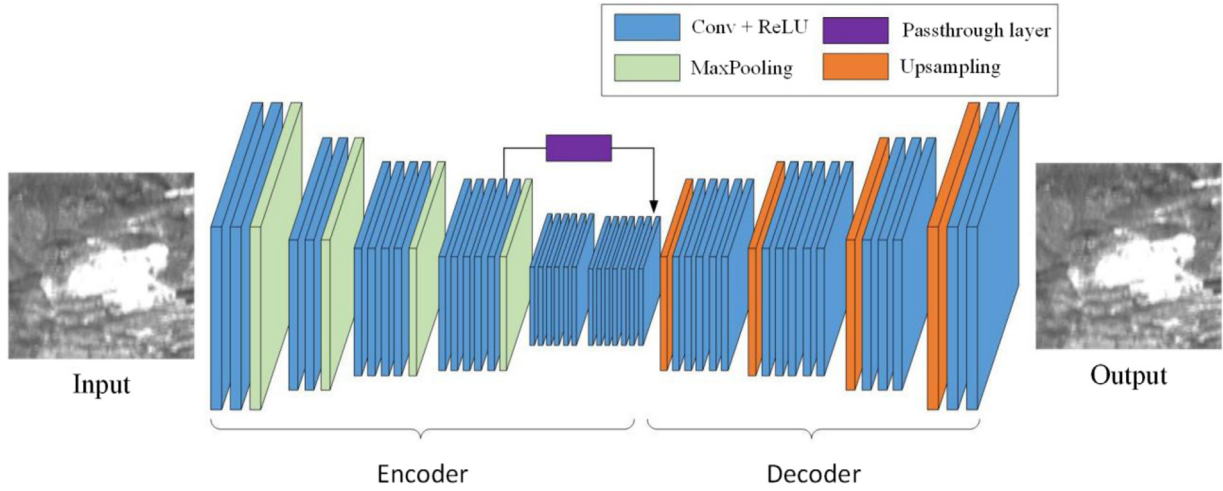 Conv + ReLU
Passthrough layer
MaxPooling
Upsampling
Input
Output
Encoder
Decoder